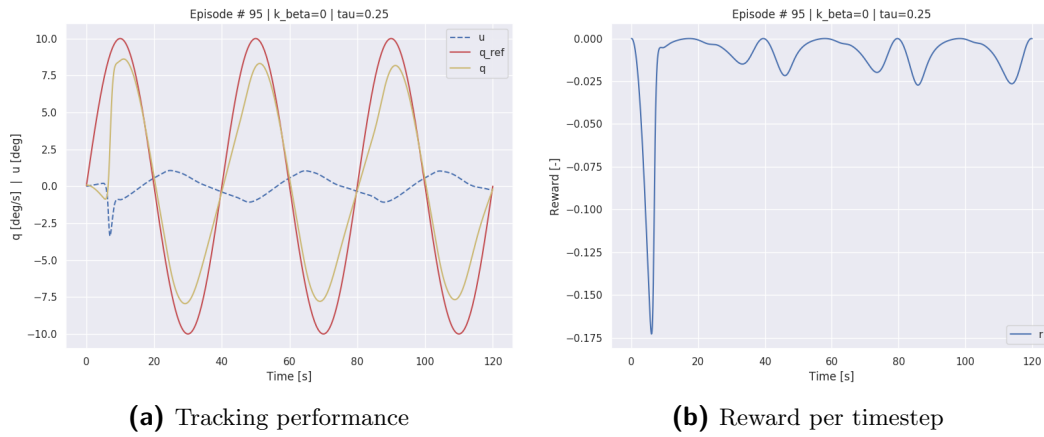 Episode # 95 | k_beta=0 | tau=0.25
10.0
7.5
5.0
2.5
0.0
−2.5
−5.0
−7.5
−10.0
q [deg/s] | u [deg]
u
q_ref
q
0 20 40 60 80 100 120
Time [s]
(a) Tracking performance
Episode # 95 | k_beta=0 | tau=0.25
0.000
−0.025
−0.050
−0.075
−0.100
−0.125
−0.150
−0.175
Reward [-]
r
0 20 40 60 80 100 120
Time [s]
(b) Reward per timestep